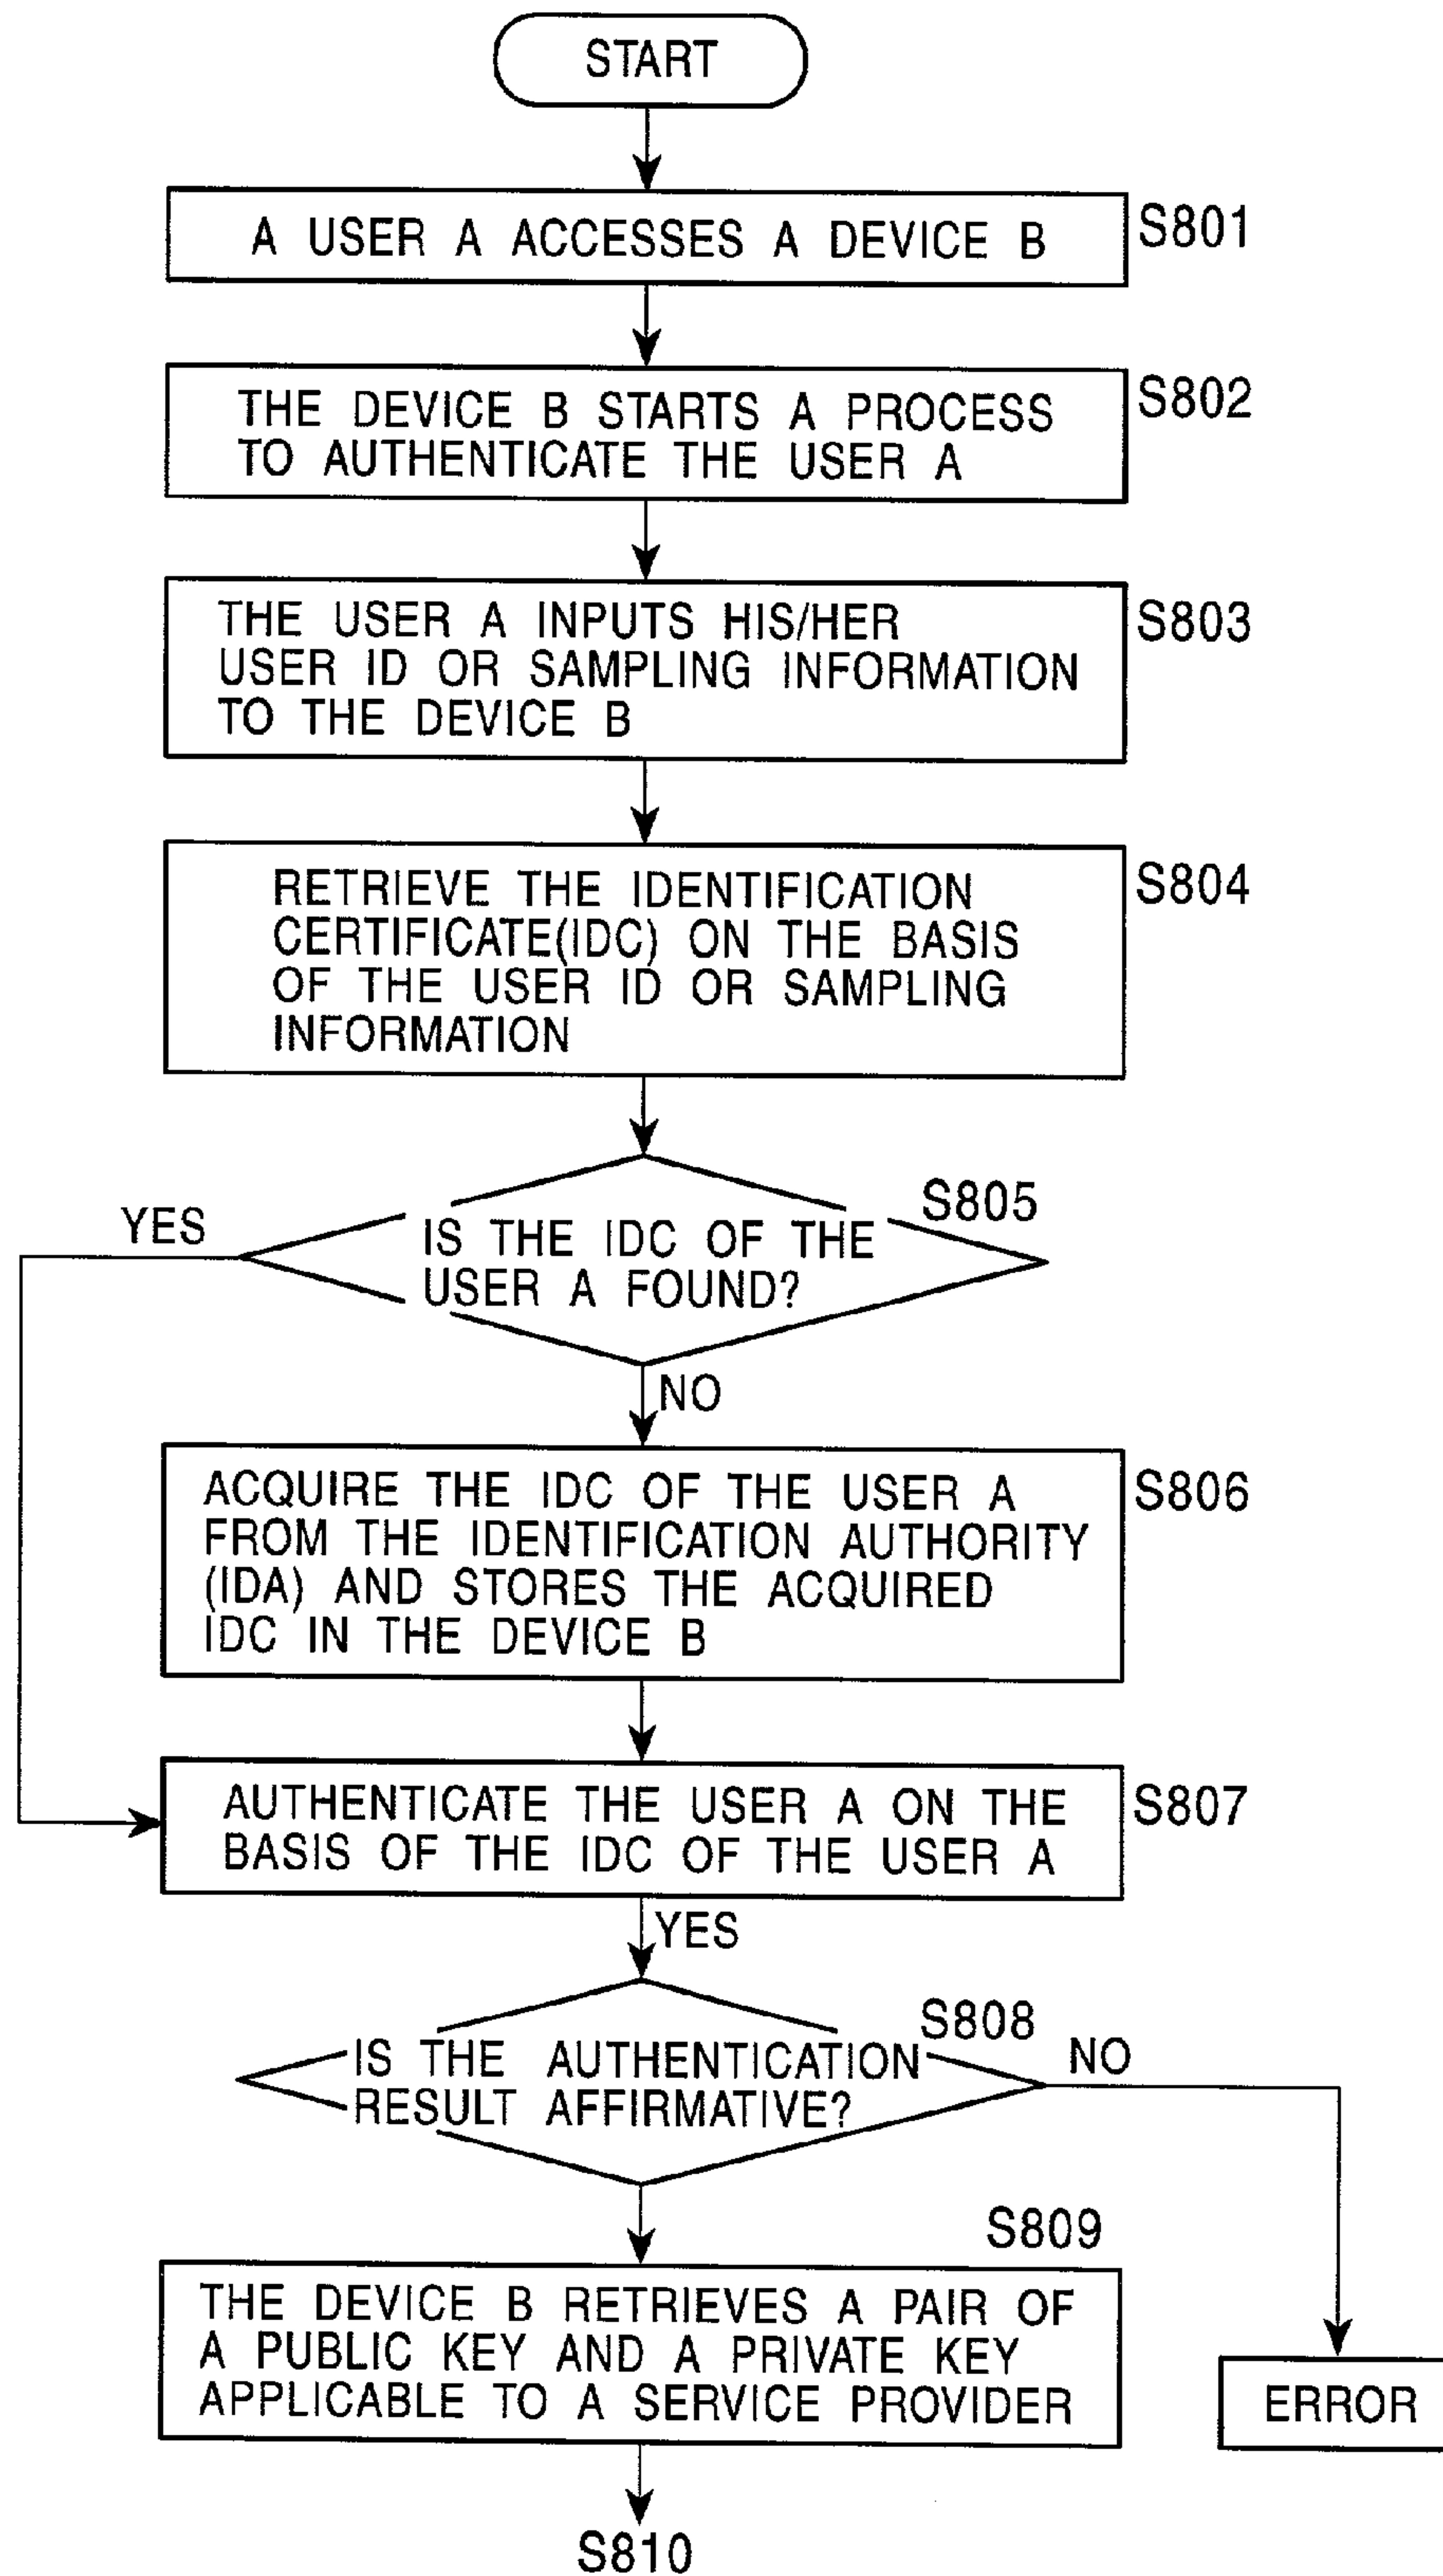 START
A USER A ACCESSES A DEVICE B
S801
THE DEVICE B STARTS A PROCESS
TO AUTHENTICATE THE USER A
S802
THE USER A INPUTS HIS/HER
USER ID OR SAMPLING INFORMATION
TO THE DEVICE B
S803
RETRIEVE THE IDENTIFICATION
CERTIFICATE(IDC) ON THE BASIS
OF THE USER ID OR SAMPLING
INFORMATION
S804
S805
YES
IS THE IDC OF THE
USER A FOUND?
NO
ACQUIRE THE IDC OF THE USER A
FROM THE IDENTIFICATION AUTHORITY
(IDA) AND STORES THE ACQUIRED
IDC IN THE DEVICE B
S806
AUTHENTICATE THE USER A ON THE
BASIS OF THE IDC OF THE USER A
S807
YES
S808
IS THE AUTHENTICATION
RESULT AFFIRMATIVE?
NO
S809
THE DEVICE B RETRIEVES A PAIR OF
A PUBLIC KEY AND A PRIVATE KEY
APPLICABLE TO A SERVICE PROVIDER
ERROR
S810